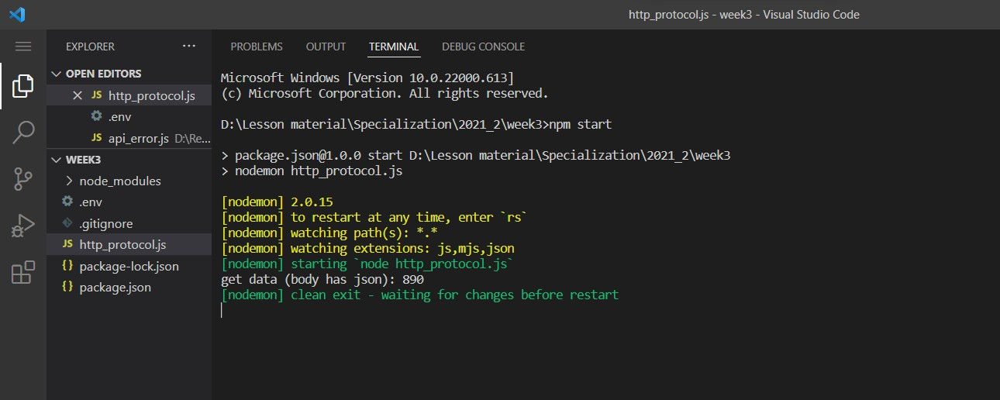 http_protocol.js - week3 - Visual Studio Code
EXPLORER ...
OPEN EDITORS
JS http_protocol.js
.env
JS api_error.js D:\Re...
WEEK3
node_modules
.env
.gitignore
JS http_protocol.js
{} package-lock.json
{} package.json
PROBLEMS OUTPUT TERMINAL DEBUG CONSOLE
Microsoft Windows [Version 10.0.22000.613]
(c) Microsoft Corporation. All rights reserved.
D:\Lesson material\Specialization\2021_2\week3>npm start
> package.json@1.0.0 start D:\Lesson material\Specialization\2021_2\week3
> nodemon http_protocol.js
[nodemon] 2.0.15
[nodemon] to restart at any time, enter `rs`
[nodemon] watching path(s): *.*
[nodemon] watching extensions: js,mjs,json
[nodemon] starting `node http_protocol.js`
get data (body has json): 890
[nodemon] clean exit - waiting for changes before restart